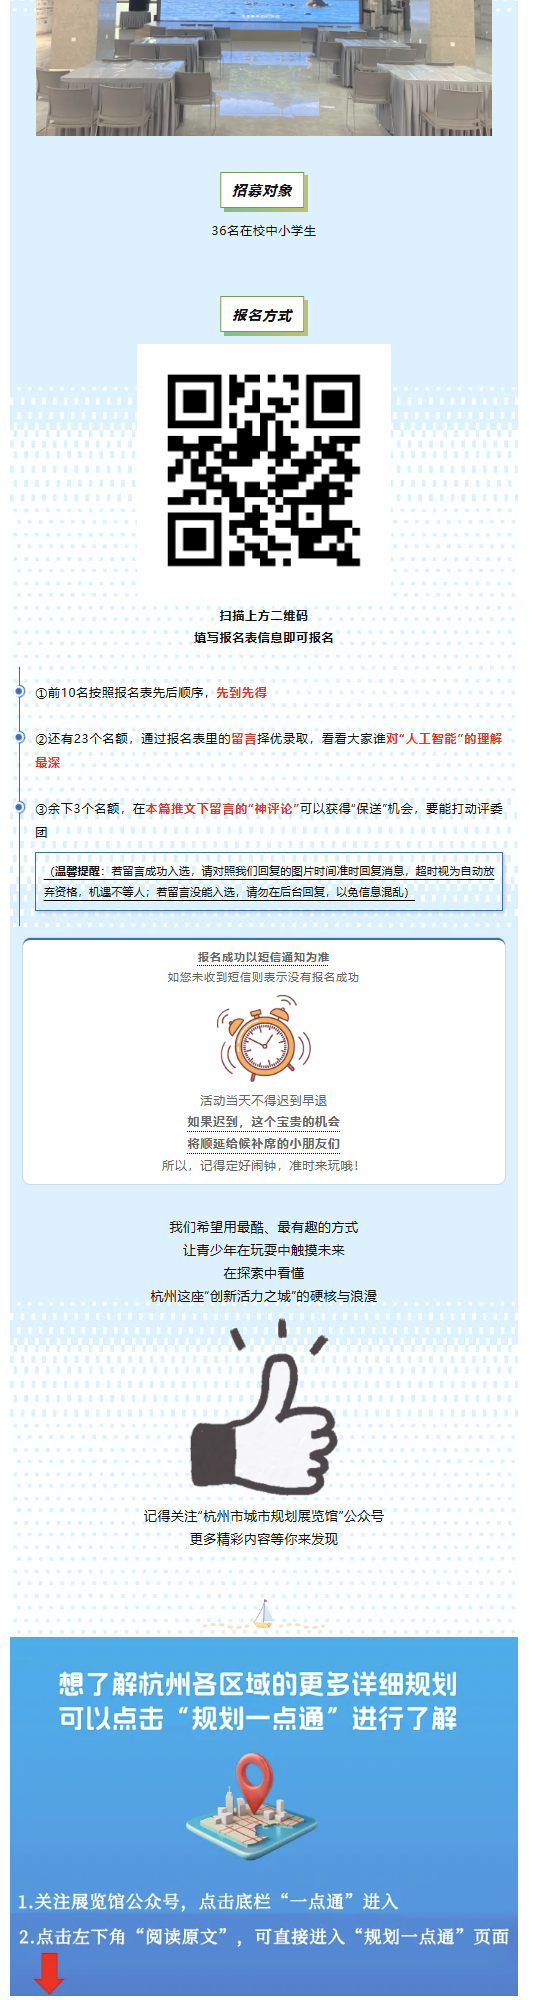 招募对象
36名在校中小学生
报名方式
扫描上方二维码
填写报名表信息即可报名
①前10名按照报名表先后顺序，先到先得
②还有23个名额，通过报名表里的留言择优录取，看看大家谁对“人工智能”的理解
最深
③余下3个名额，在本篇推文下留言的“神评论”可以获得“保送”机会，要能打动评委
团
（温馨提醒：若留言成功入选，请对照我们回复的图片时间准时回复消息，超时视为自动放
弃资格，机遇不等人；若留言没能入选，请勿在后台回复，以免信息混乱）
报名成功以短信通知为准
如您未收到短信则表示没有报名成功
活动当天不得迟到早退
如果迟到，这个宝贵的机会
将顺延给候补席的小朋友们
所以，记得定好闹钟，准时来玩哦！
我们希望用最酷、最有趣的方式
让青少年在玩耍中触摸未来
在探索中看懂
杭州这座“创新活力之城”的硬核与浪漫
记得关注“杭州市城市规划展览馆”公众号
更多精彩内容等你来发现
想了解杭州各区域的更多详细规划
可以点击“规划一点通”进行了解
1.关注展览馆公众号，点击底栏“一点通”进入
2.点击左下角“阅读原文”，可直接进入“规划一点通”页面